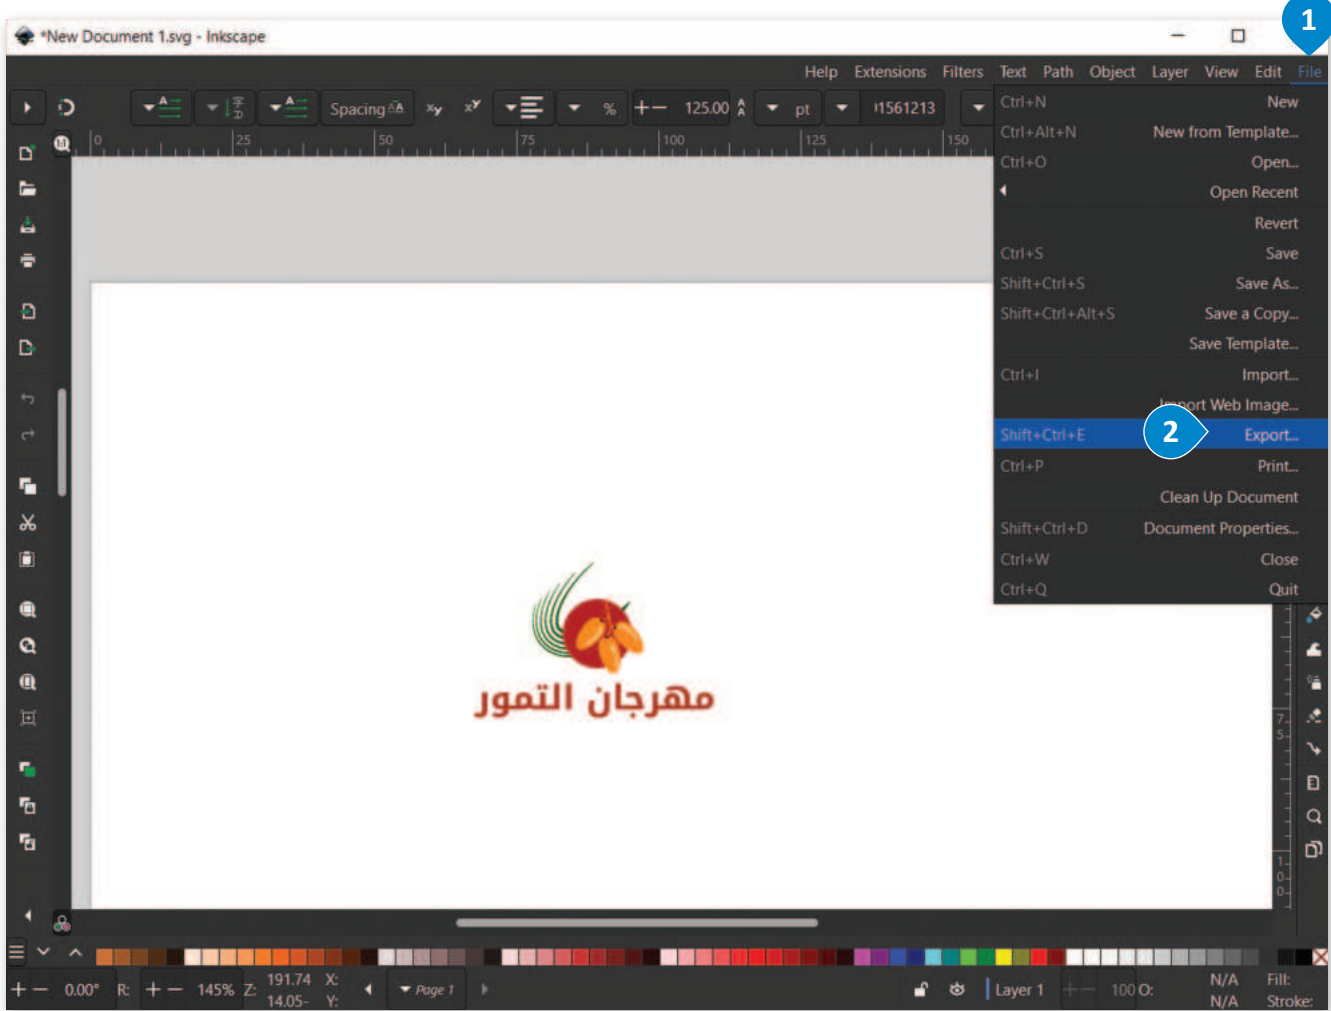 1
*New Document 1.svg - Inkscape
Help Extensions Filters Text Path Object Layer View Edit File
Spacing % 125.00 pt
0 25 50 75 100 125 150
Ctrl+N New
Ctrl+Alt+N New from Template...
Ctrl+O Open...
Open Recent
Revert
Ctrl+S Save
Shift+Ctrl+S Save As...
Shift+Ctrl+Alt+S Save a Copy...
Save Template...
Ctrl+I Import...
Import Web Image...
Shift+Ctrl+E 2 Export...
Ctrl+P Print...
Clean Up Document
Shift+Ctrl+D Document Properties...
Ctrl+W Close
Ctrl+Q Quit
مهرجان التمور
75
100
0.00° R: 145% Z: 191.74 X: Page 1 Layer 1 100 O: N/A Fill:
14.05- Y: N/A Stroke: